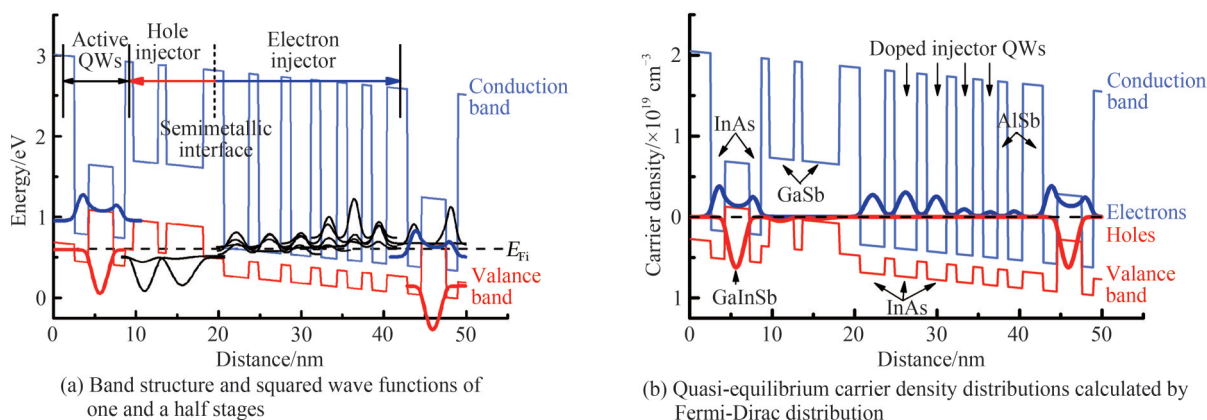 Active
QWs
Hole
injector
Electron
injector
Conduction
band
Semimetallic
interface
E_Fi
Valance
band
Energy/eV
3
2
1
0
0 10 20 30 40 50
Distance/nm
(a) Band structure and squared wave functions of
one and a half stages
Doped injector QWs
Conduction
band
InAs
AlSb
GaSb
Electrons
Holes
GaInSb
InAs
Valance
band
Carrier density/×10^19 cm^-3
2
1
0
1
0 10 20 30 40 50
Distance/nm
(b) Quasi-equilibrium carrier density distributions calculated by
Fermi-Dirac distribution